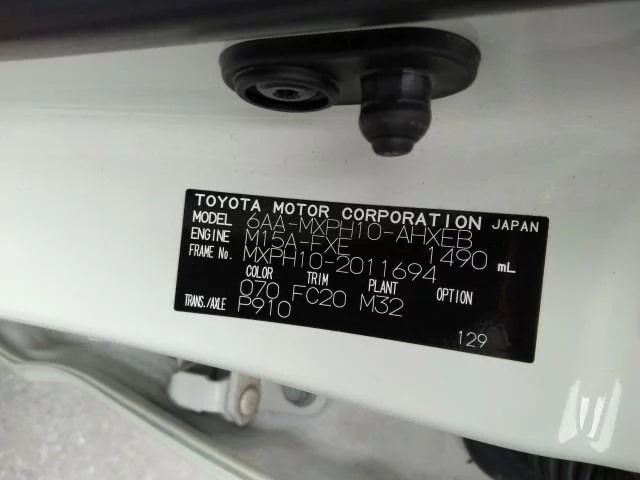 TOYOTA MOTOR CORPORATION JAPAN
MODEL 6AA-MXPH10-AHXEB
ENGINE M15A-FXE 1490 mL
FRAME No. MXPH10-2011694
COLOR TRIM PLANT OPTION
070 FC20 M32
TRANS./AXLE P910
129